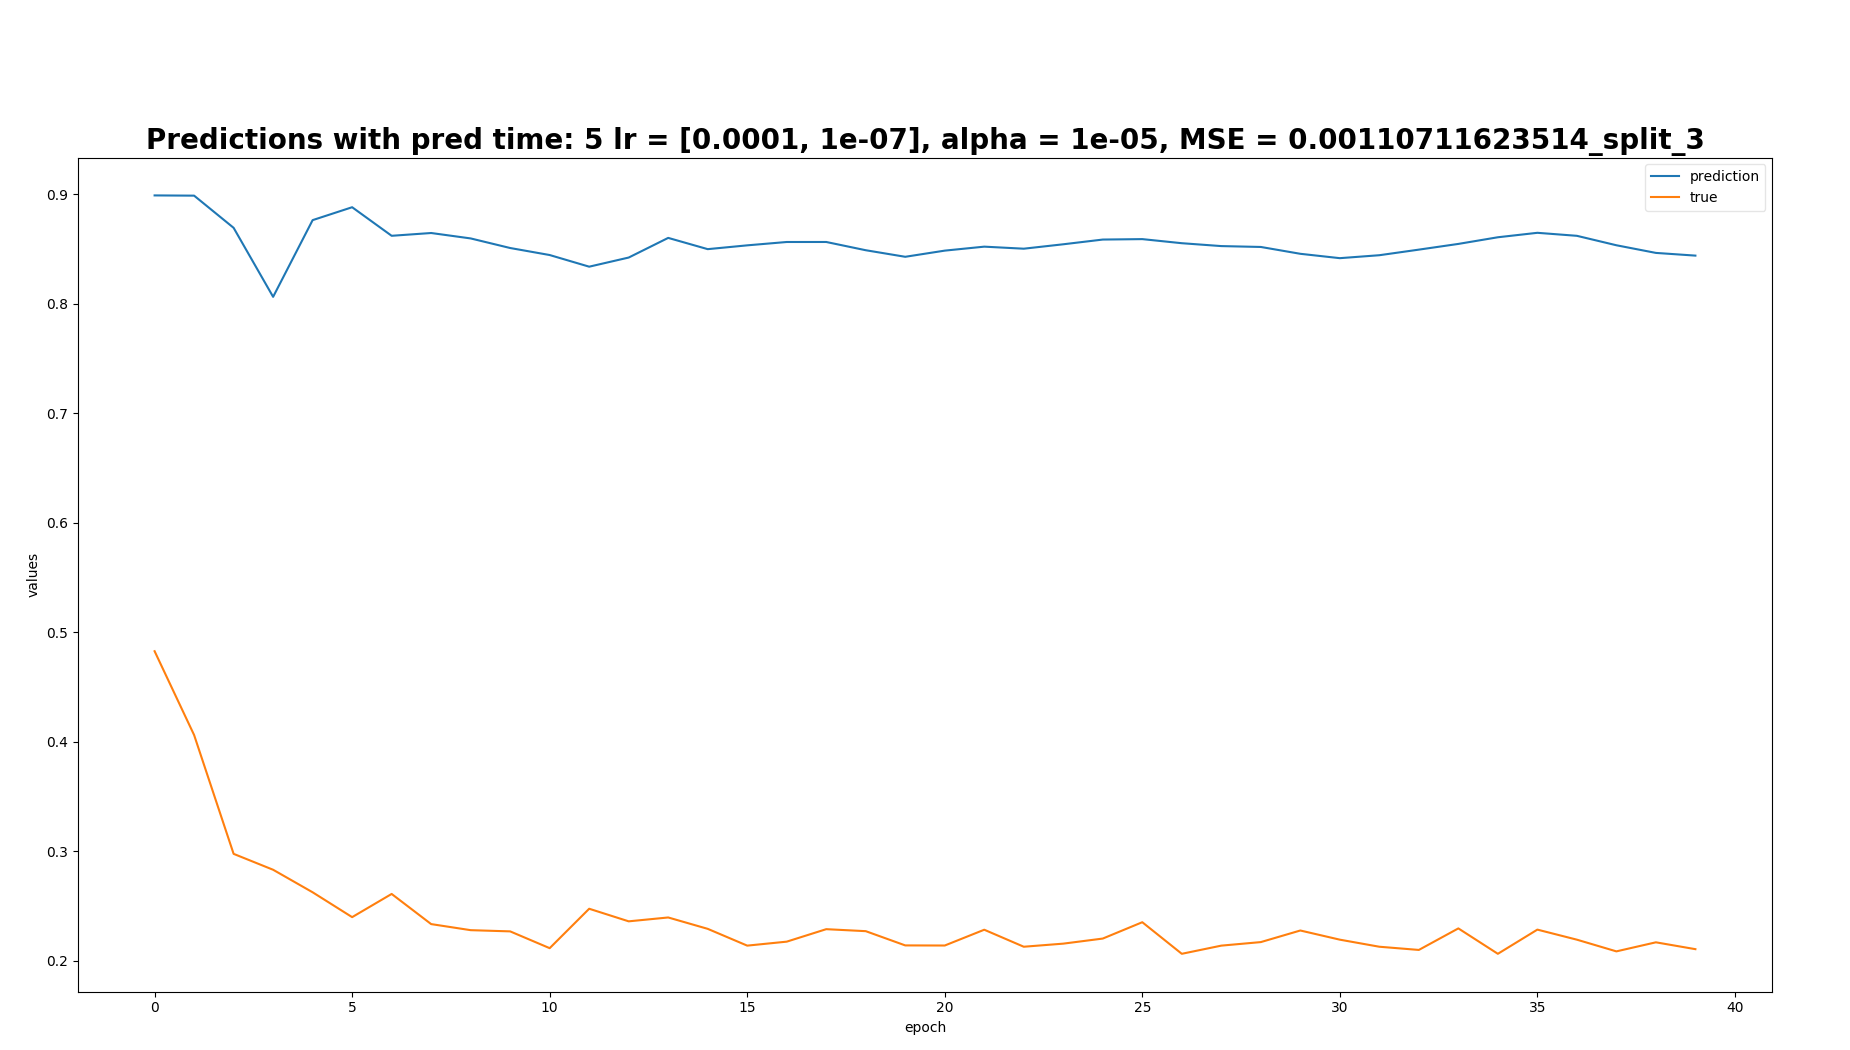 Predictions with pred time: 5 lr = [0.0001, 1e-07], alpha = 1e-05, MSE = 0.00110711623514_split_3
prediction
true
0.9
0.8
0.7
0.6
0.5
0.4
0.3
0.2
values
0 5 10 15 20 25 30 35 40
epoch